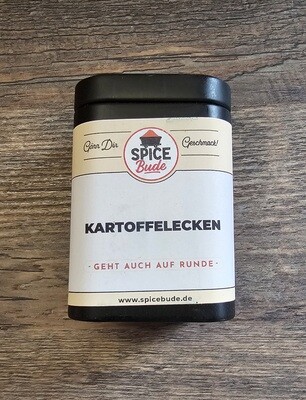 Gönn Dir Geschmack!
SPICE
Bude
KARTOFFELECKEN
· GEHT AUCH AUF RUNDE ·
www.spicebude.de